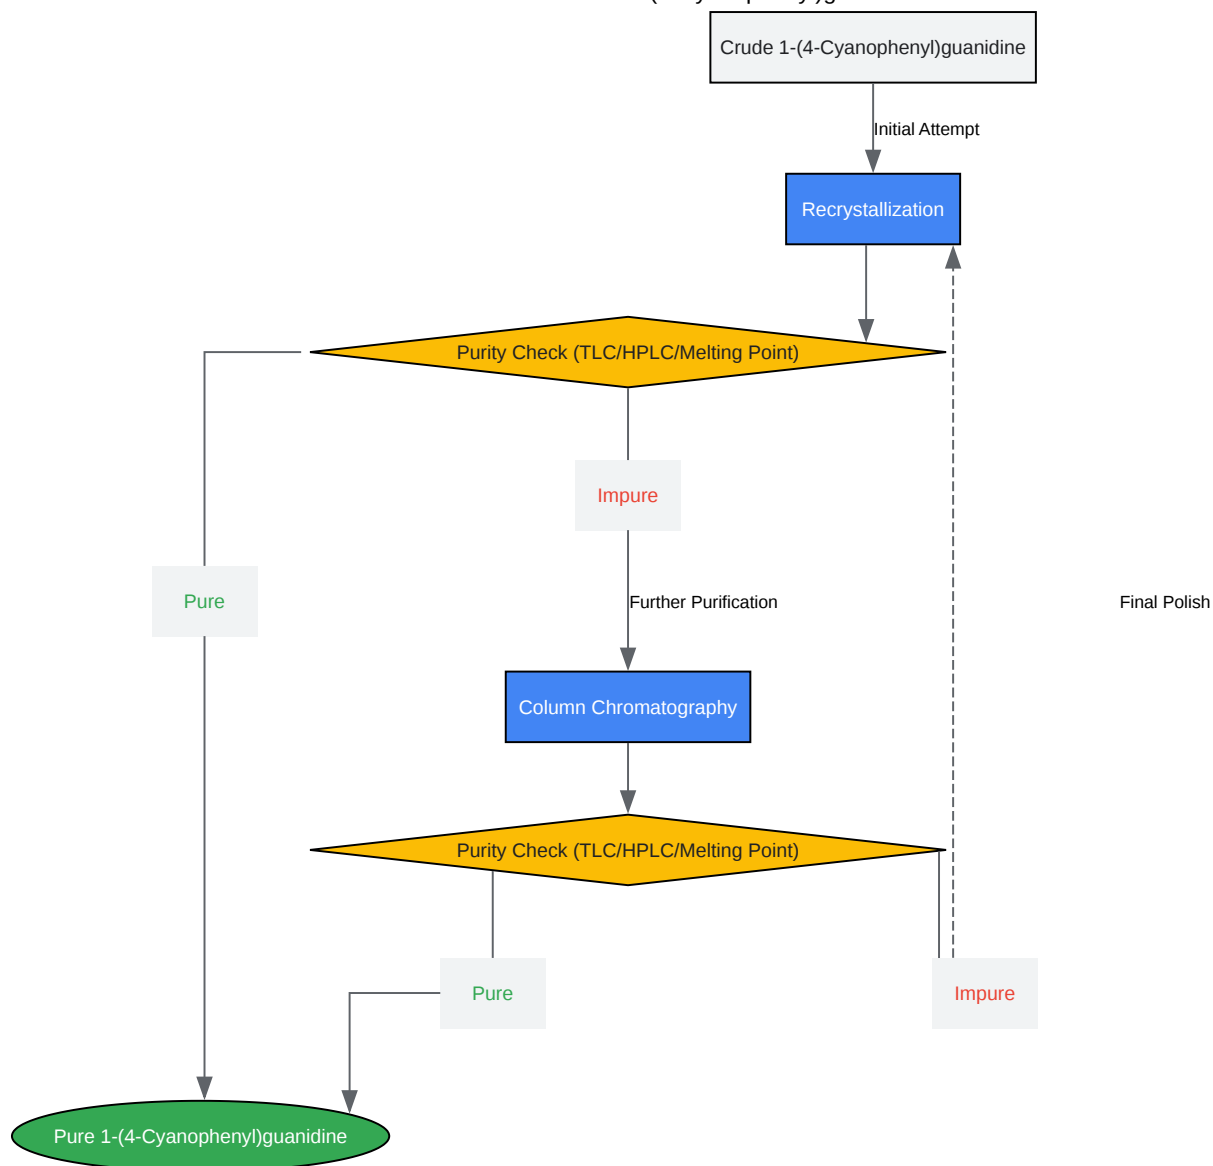 Crude 1-(4-Cyanophenyl)guanidine
Initial Attempt
Recrystallization
Purity Check (TLC/HPLC/Melting Point)
Impure
Pure
Further Purification
Final Polish
Column Chromatography
Purity Check (TLC/HPLC/Melting Point)
Pure
Impure
Pure 1-(4-Cyanophenyl)guanidine